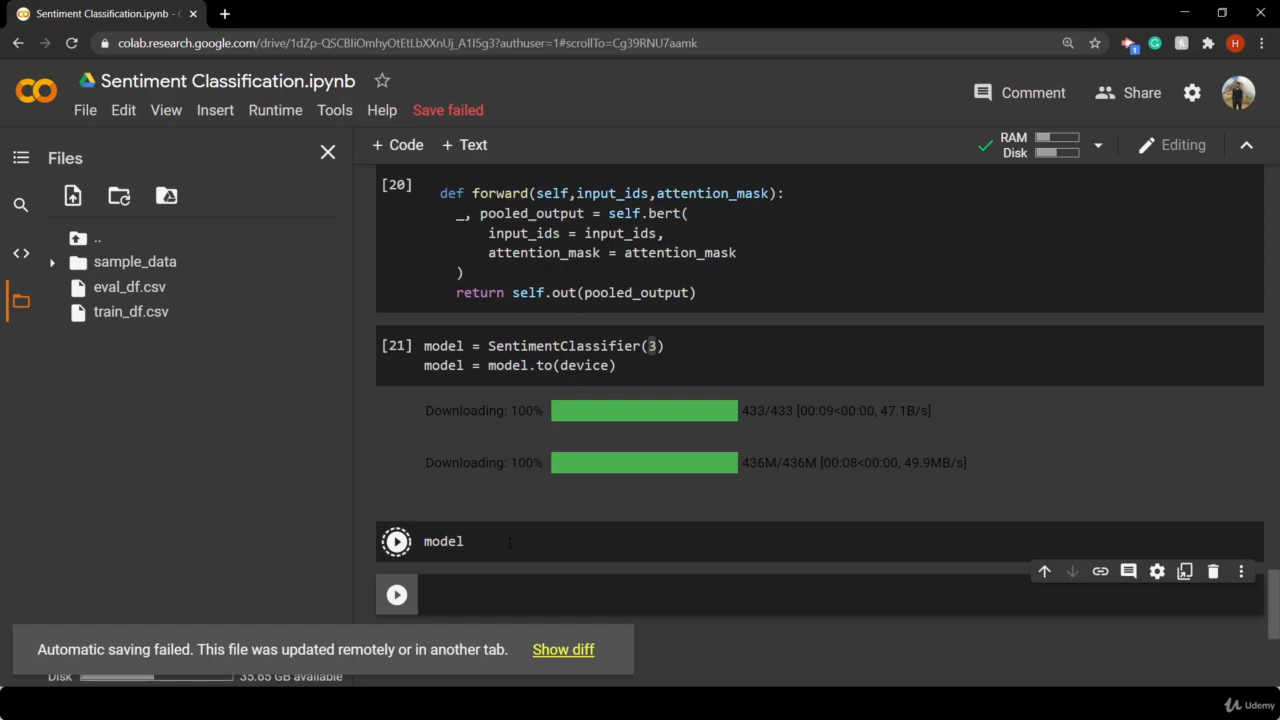 Sentiment Classification.ipynb - C
colab.research.google.com/drive/1dZp-QSCBIiOmhyOtEtLbXXnUj_A1I5g3?authuser=1#scrollTo=Cg39RNU7aamk
1
H
Sentiment Classification.ipynb
File Edit View Insert Runtime Tools Help Save failed
Comment Share
Files
+ Code + Text
RAM
Disk
Editing
..
sample_data
eval_df.csv
train_df.csv
[20]
def forward(self,input_ids,attention_mask):
_, pooled_output = self.bert(
input_ids = input_ids,
attention_mask = attention_mask
)
return self.out(pooled_output)
[21] model = SentimentClassifier(3)
model = model.to(device)
Downloading: 100% 433/433 [00:09<00:00, 47.1B/s]
Downloading: 100% 436M/436M [00:08<00:00, 49.9MB/s]
model
Automatic saving failed. This file was updated remotely or in another tab. Show diff
Disk 35.65 GB available
Udemy